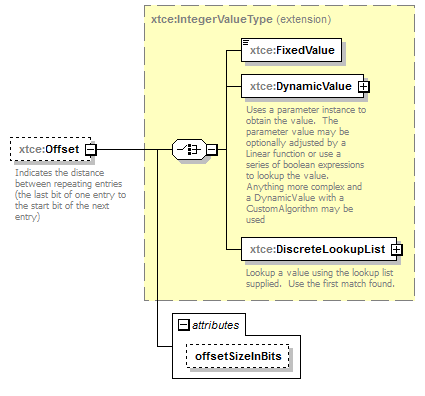 xtce:IntegerValueType (extension)
xtce:FixedValue
xtce:DynamicValue
Uses a parameter instance to
obtain the value.  The
parameter value may be
optionally adjusted by a
Linear function or use a
series of boolean expressions
to lookup the value.
Anything more complex and
a DynamicValue with a
CustomAlgorithm may be
used
xtce:Offset
Indicates the distance
between repeating entries
(the last bit of one entry to
the start bit of the next
entry)
xtce:DiscreteLookupList
Lookup a value using the lookup list
supplied.  Use the first match found.
attributes
offsetSizeInBits